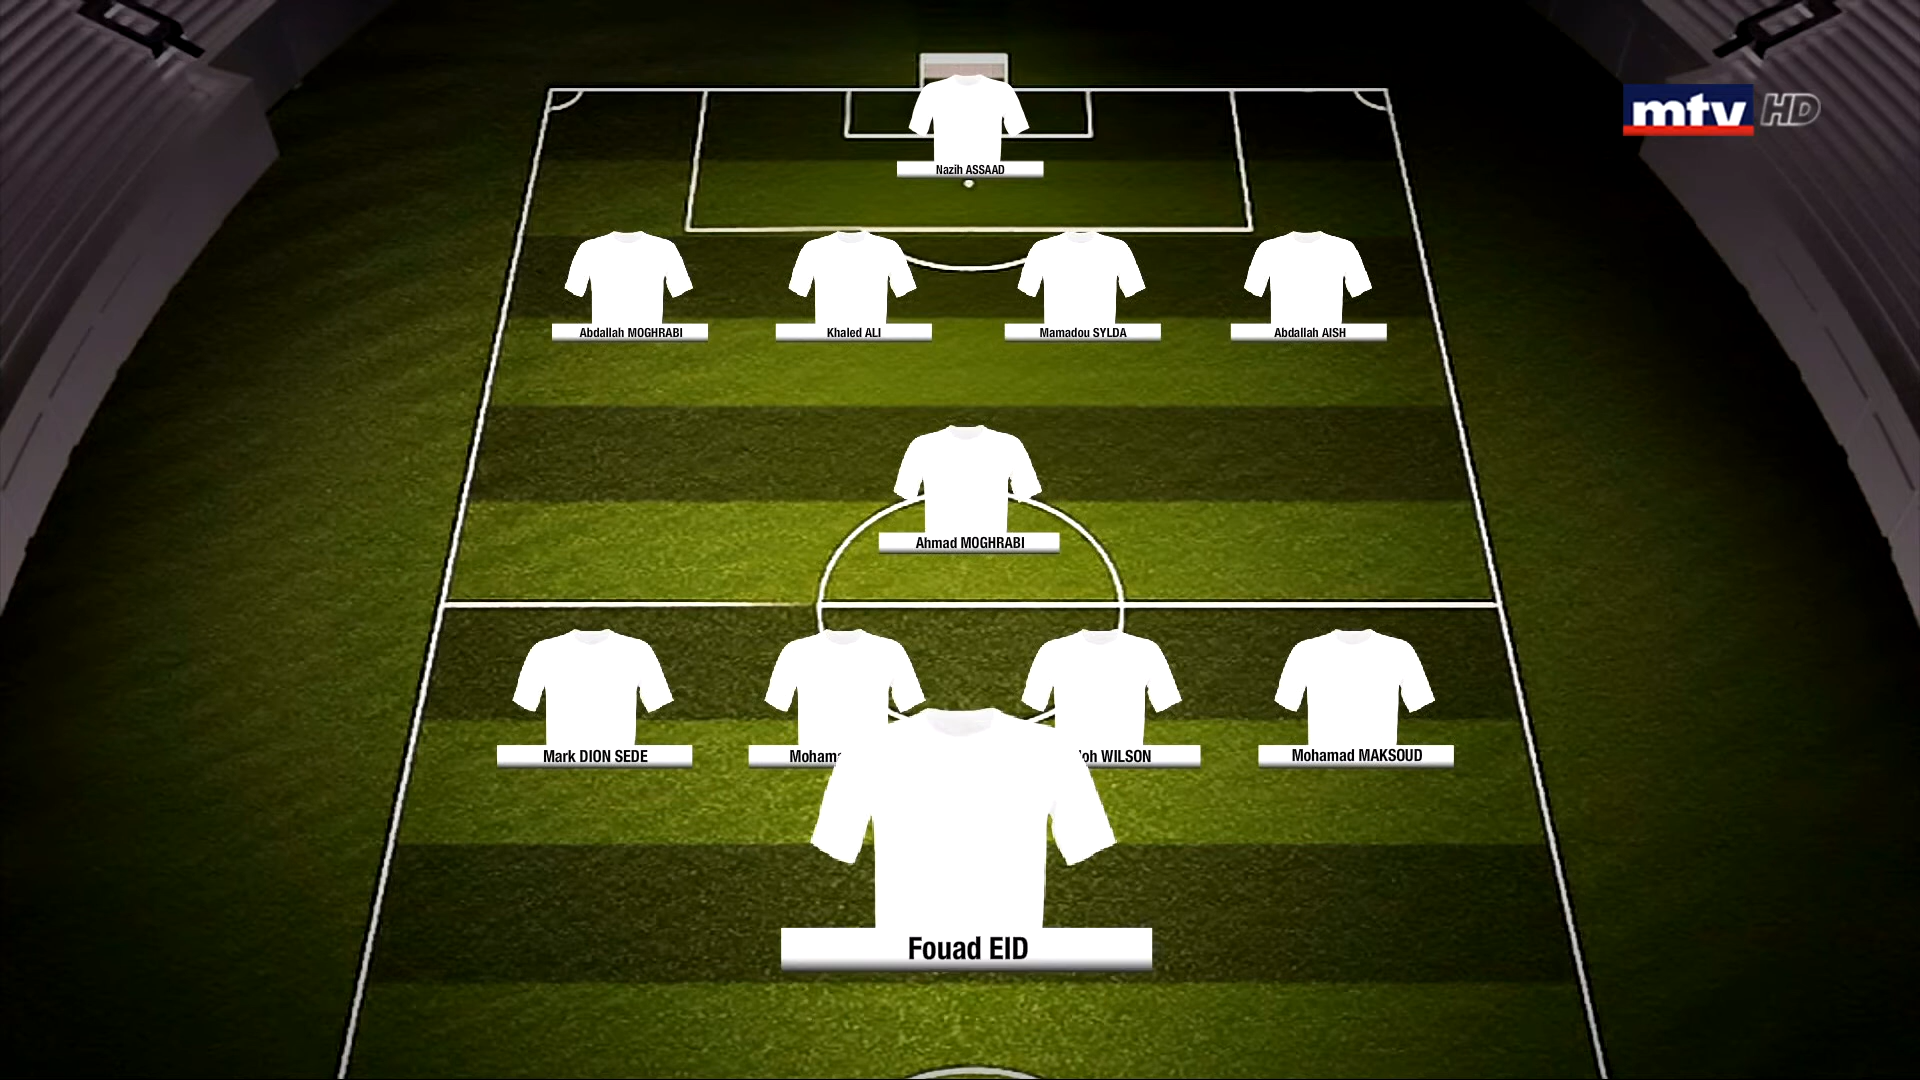 mtv HD
Nazih ASSAAD
Abdallah MOGHRABI
Khaled ALI
Mamadou SYLDA
Abdallah AISH
Ahmad MOGHRABI
Mark DION SEDE
WILSON
Mohamad MAKSOUD
Fouad EID